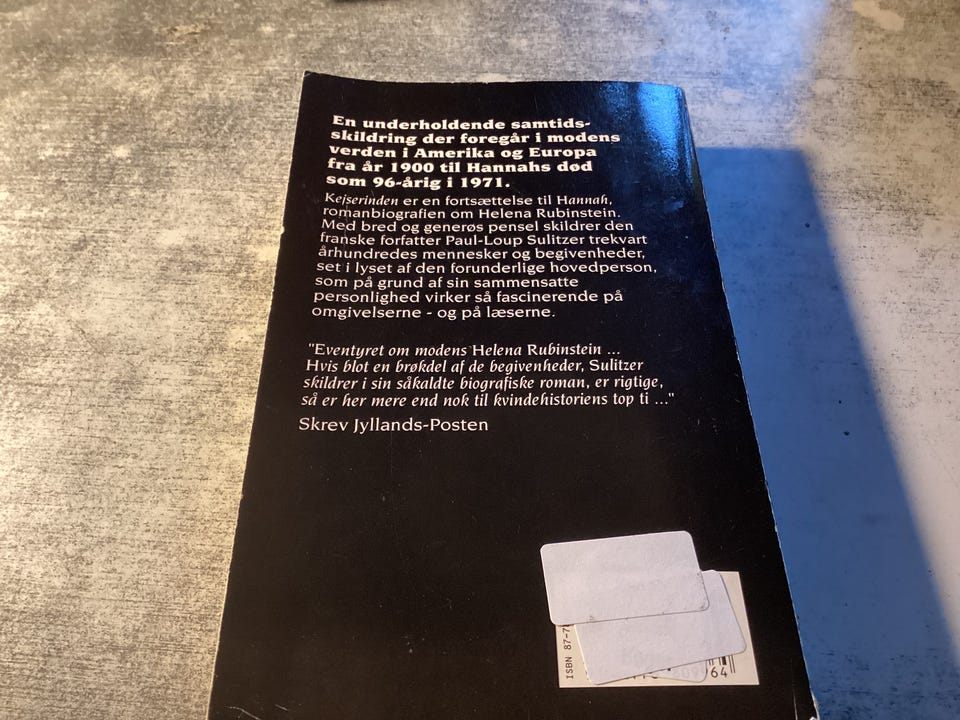 En underholdende samtids-
skildring der foregår i modens
verden i Amerika og Europa
fra år 1900 til Hannahs død
som 96-årig i 1971.
Kejserinden er en fortsættelse til Hannah,
romanbiografien om Helena Rubinstein.
Med bred og generøs pensel skildrer den
franske forfatter Paul-Loup Sulitzer trekvart
århundredes mennesker og begivenheder,
set i lyset af den forunderlige hovedperson,
som på grund af sin sammensatte
personlighed virker så fascinerende på
omgivelserne - og på læserne.
"Eventyret om modens Helena Rubinstein ...
Hvis blot en brøkdel af de begivenheder, Sulitzer
skildrer i sin såkaldte biografiske roman, er rigtige,
så er her mere end nok til kvindehistoriens top ti ..."
Skrev Jyllands-Posten
ISBN 87-7